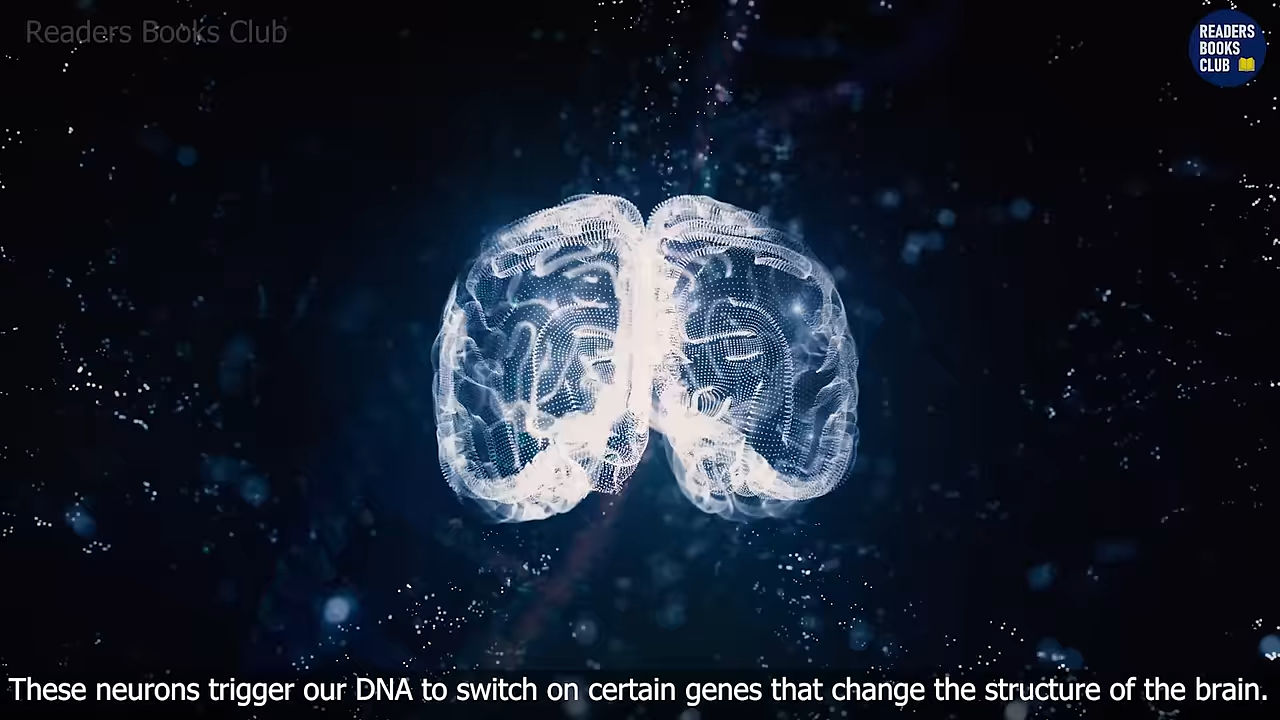 Readers Books Club
READERS
BOOKS
CLUB
These neurons trigger our DNA to switch on certain genes that change the structure of the brain.